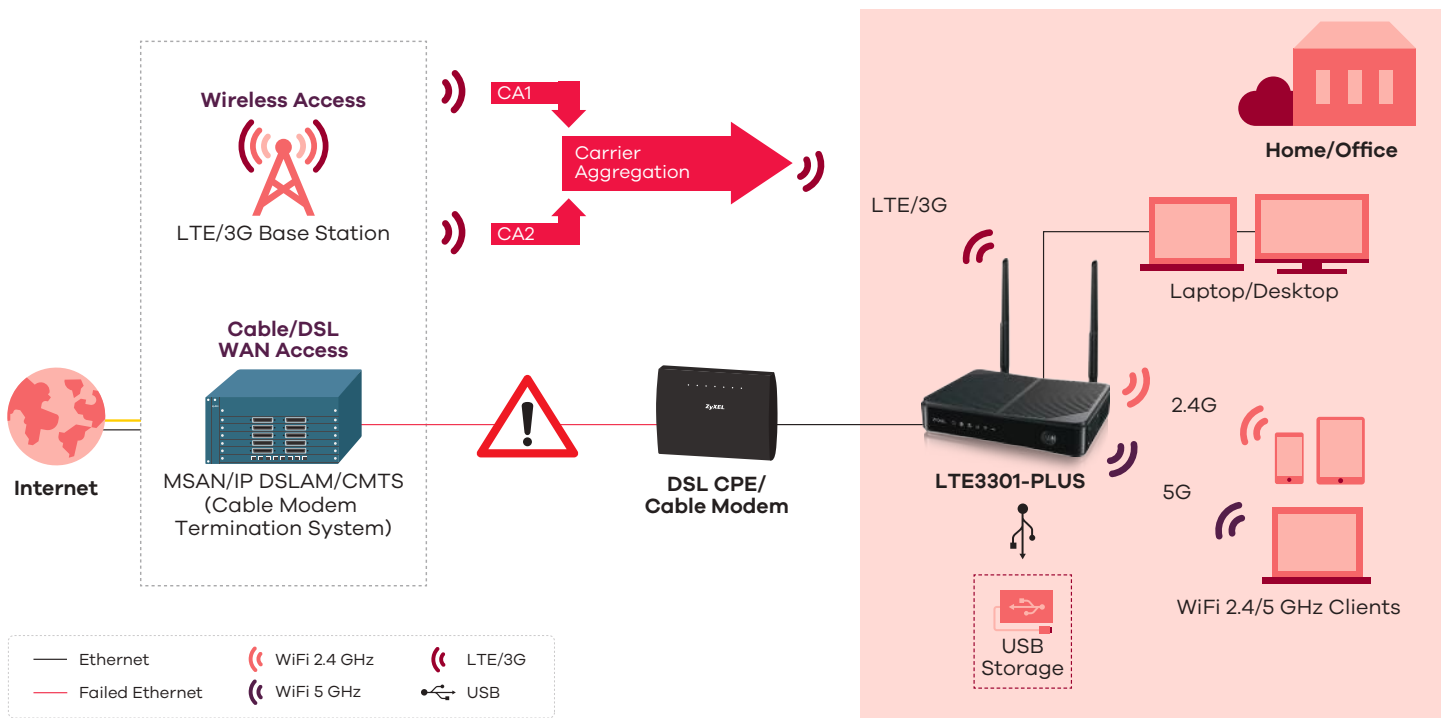 Wireless Access
LTE/3G Base Station
CA1
CA2
Carrier
Aggregation
Home/Office
LTE/3G
Laptop/Desktop
Cable/DSL
WAN Access
MSAN/IP DSLAM/CMTS
(Cable Modem
Termination System)
Internet
ZyXEL
DSL CPE/
Cable Modem
ZYXEL
LTE3301-PLUS
2.4G
5G
WiFi 2.4/5 GHz Clients
USB
Storage
Ethernet
WiFi 2.4 GHz
LTE/3G
Failed Ethernet
WiFi 5 GHz
USB